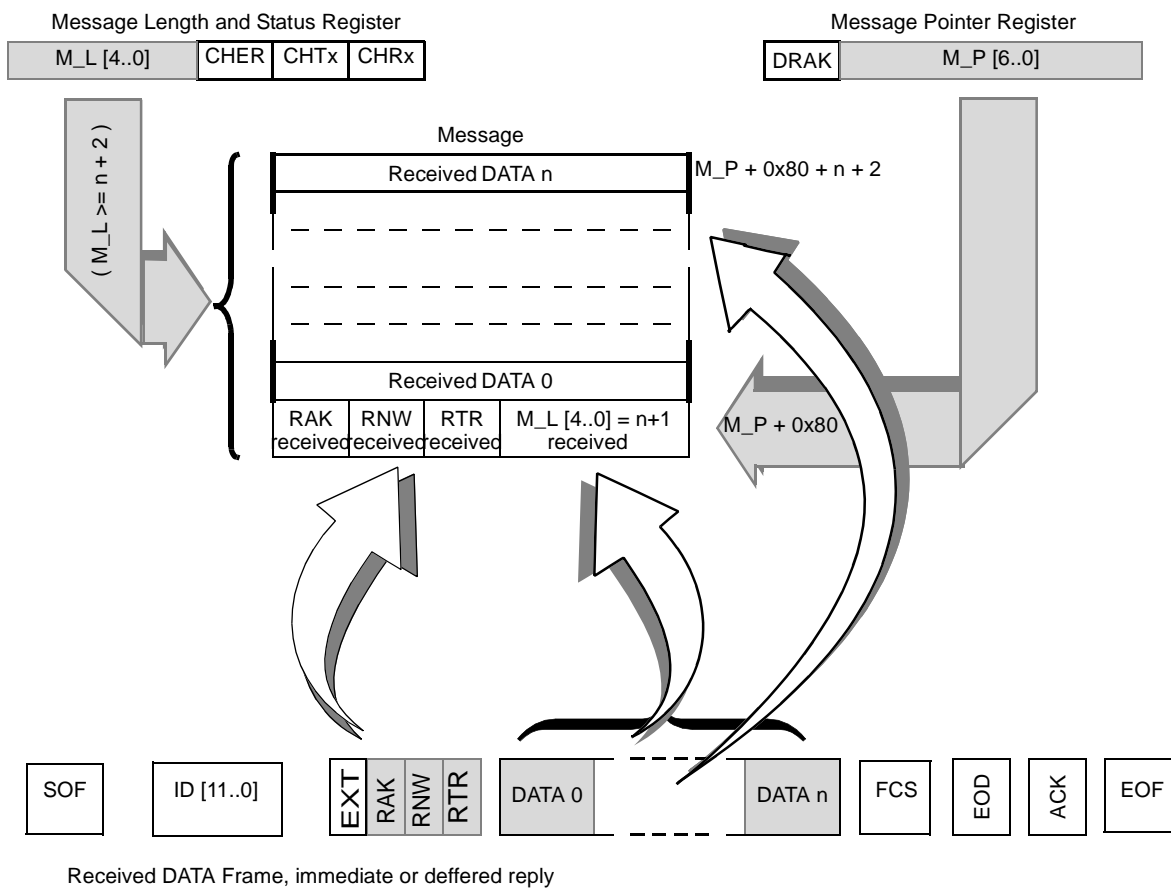 Message Length and Status Register
Message Pointer Register
M_L [4..0] CHER CHTx CHRx
DRAK M_P [6..0]
( M_L >= n + 2 )
Message
Received DATA n
M_P + 0x80 + n + 2
Received DATA 0
RAK received
RNW received
RTR received
M_L [4..0] = n+1 received
M_P + 0x80
SOF
ID [11..0]
EXT
RAK
RNW
RTR
DATA 0
DATA n
FCS
EOD
ACK
EOF
Received DATA Frame, immediate or deffered reply